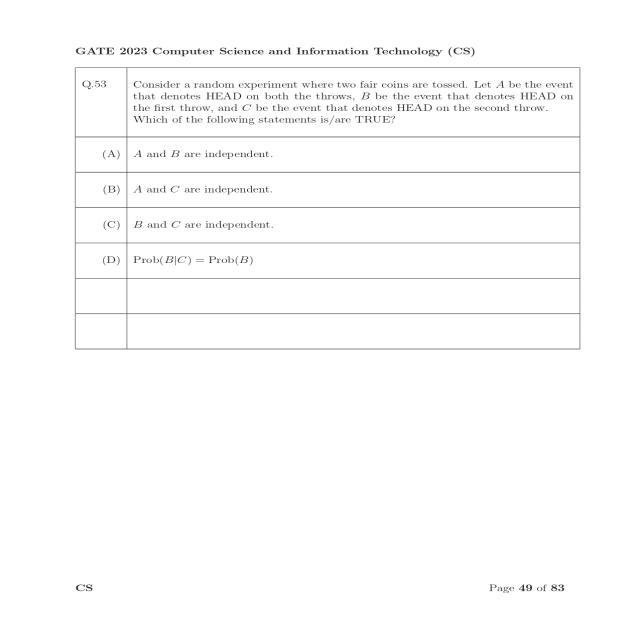 GATE 2023 Computer Science and Information Technology (CS)
Q.53 Consider a random experiment where two fair coins are tossed. Let A be the event
that denotes HEAD on both the throws, B be the event that denotes HEAD on
the first throw, and C be the event that denotes HEAD on the second throw.
Which of the following statements is/are TRUE?
(A) A and B are independent.
(B) A and C are independent.
(C) B and C are independent.
(D) Prob(B|C) = Prob(B)
CS Page 49 of 83